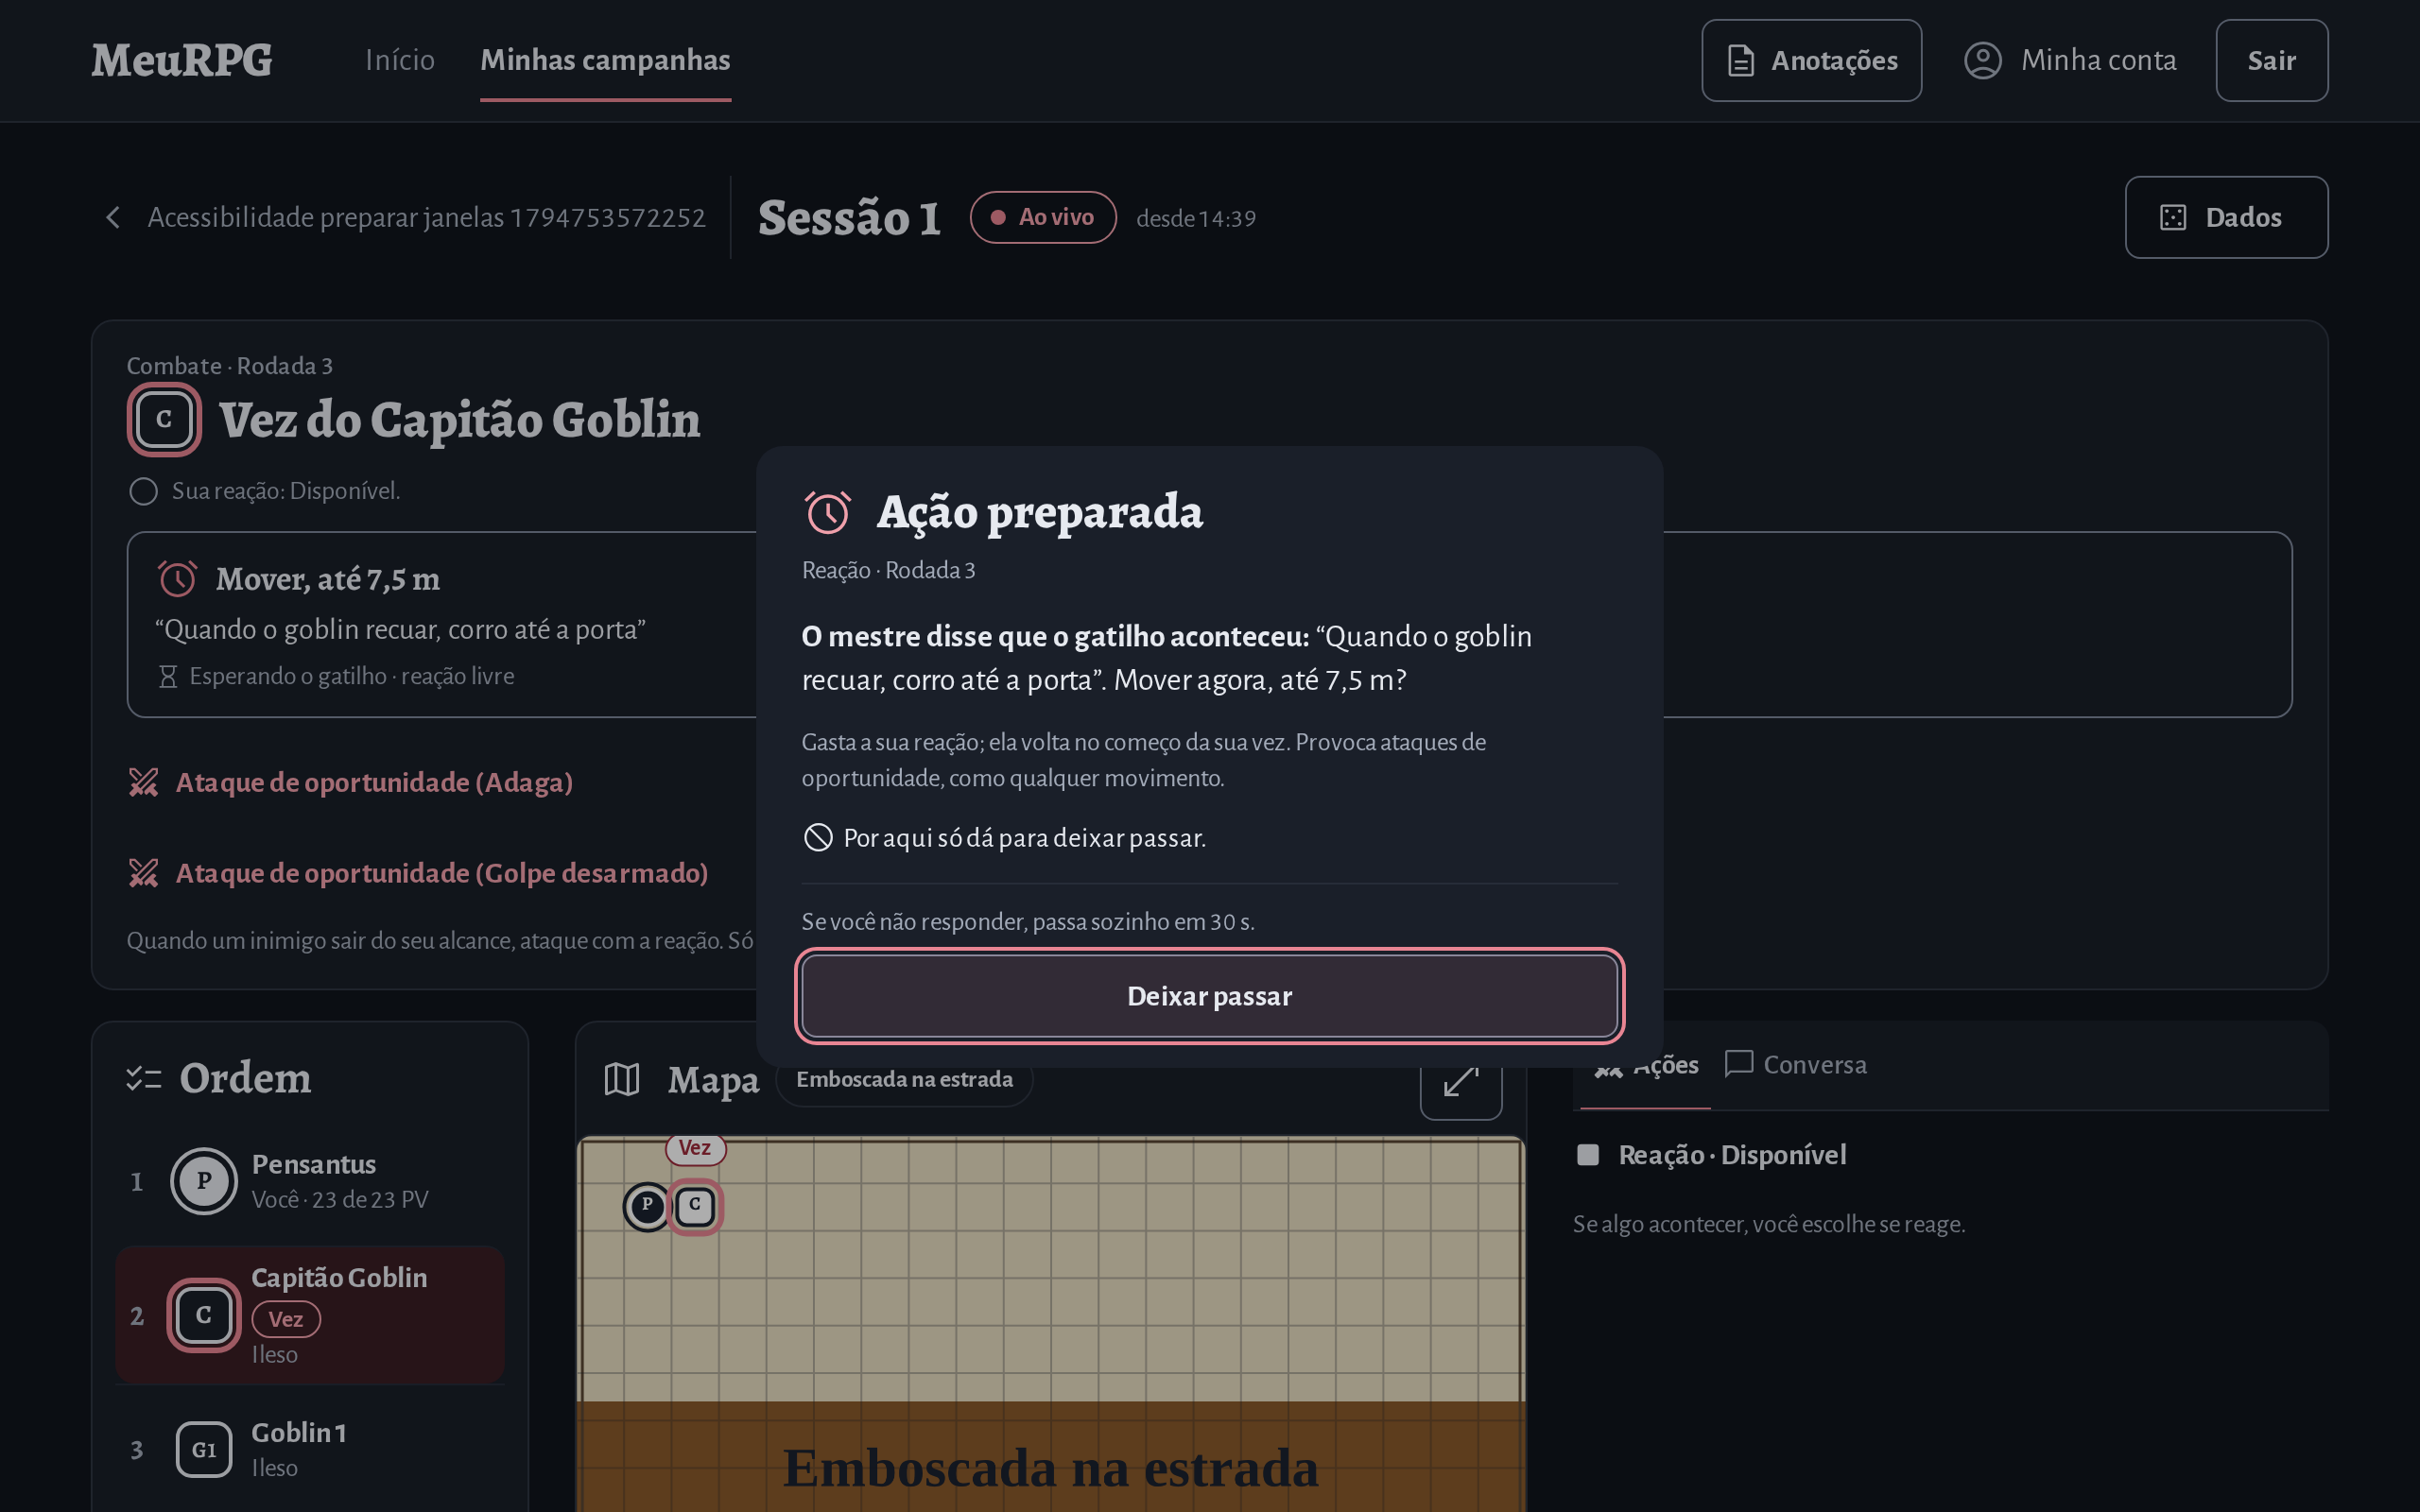 MeuRPG
Início
Minhas campanhas
Anotações
Minha conta
Sair
Acessibilidade preparar janelas 1794753572252
Sessão 1
Ao vivo
desde 14:39
Dados
Combate · Rodada 3
C
Vez do Capitão Goblin
Sua reação: Disponível.
Mover, até 7,5 m
“Quando o goblin recuar, corro até a porta”
Esperando o gatilho · reação livre
Ataque de oportunidade (Adaga)
Ataque de oportunidade (Golpe desarmado)
Quando um inimigo sair do seu alcance, ataque com a reação. Só
Ação preparada
Reação · Rodada 3
O mestre disse que o gatilho aconteceu: “Quando o goblin
recuar, corro até a porta”. Mover agora, até 7,5 m?
Gasta a sua reação; ela volta no começo da sua vez. Provoca ataques de
oportunidade, como qualquer movimento.
Por aqui só dá para deixar passar.
Se você não responder, passa sozinho em 30 s.
Deixar passar
Ordem
1
P
Pensantus
Você · 23 de 23 PV
2
C
Capitão Goblin
Vez
Ileso
3
G1
Goblin 1
Ileso
Mapa
Emboscada na estrada
Vez
P
C
Emboscada na estrada
Ações
Conversa
Reação · Disponível
Se algo acontecer, você escolhe se reage.